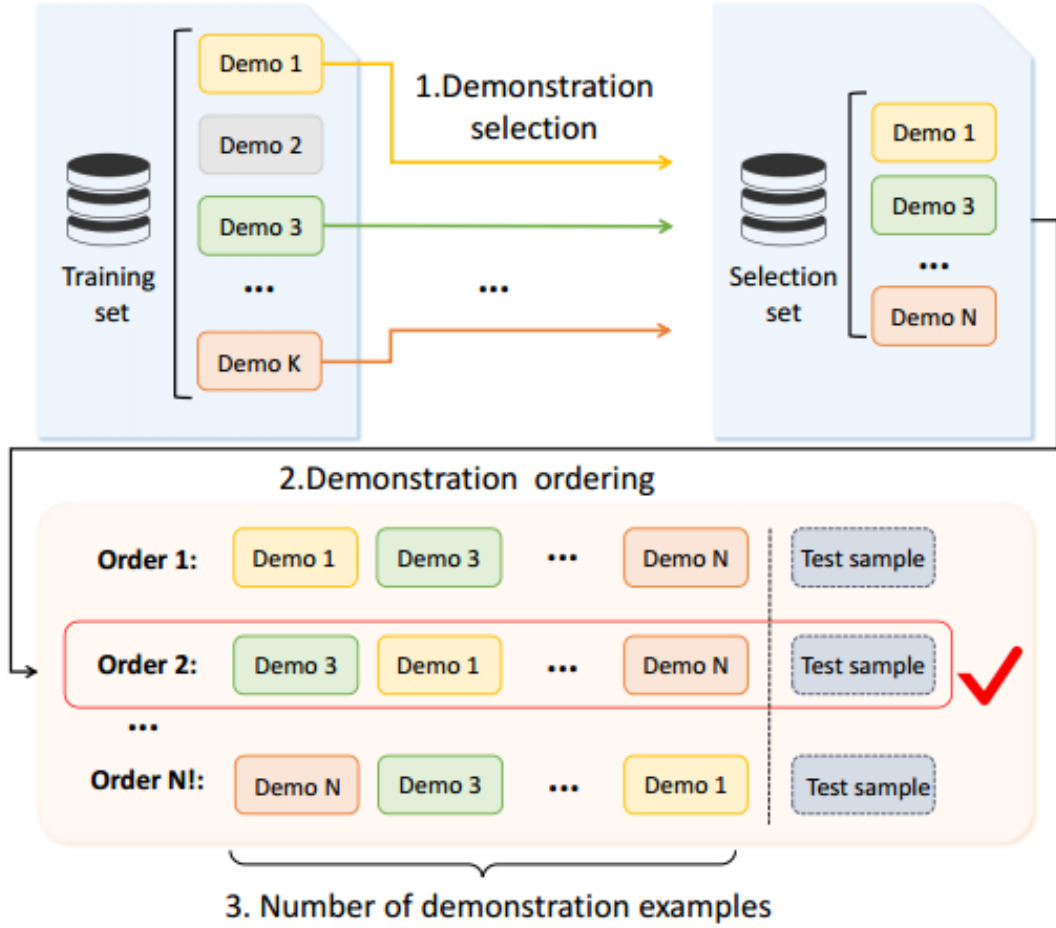 Demo 1
Demo 2
Demo 3
...
Demo K
Training
set
1.Demonstration
selection
...
Demo 1
Demo 3
...
Demo N
Selection
set
2.Demonstration ordering
Order 1: Demo 1 Demo 3 ... Demo N Test sample
Order 2: Demo 3 Demo 1 ... Demo N Test sample
...
Order N!: Demo N Demo 3 ... Demo 1 Test sample
3. Number of demonstration examples